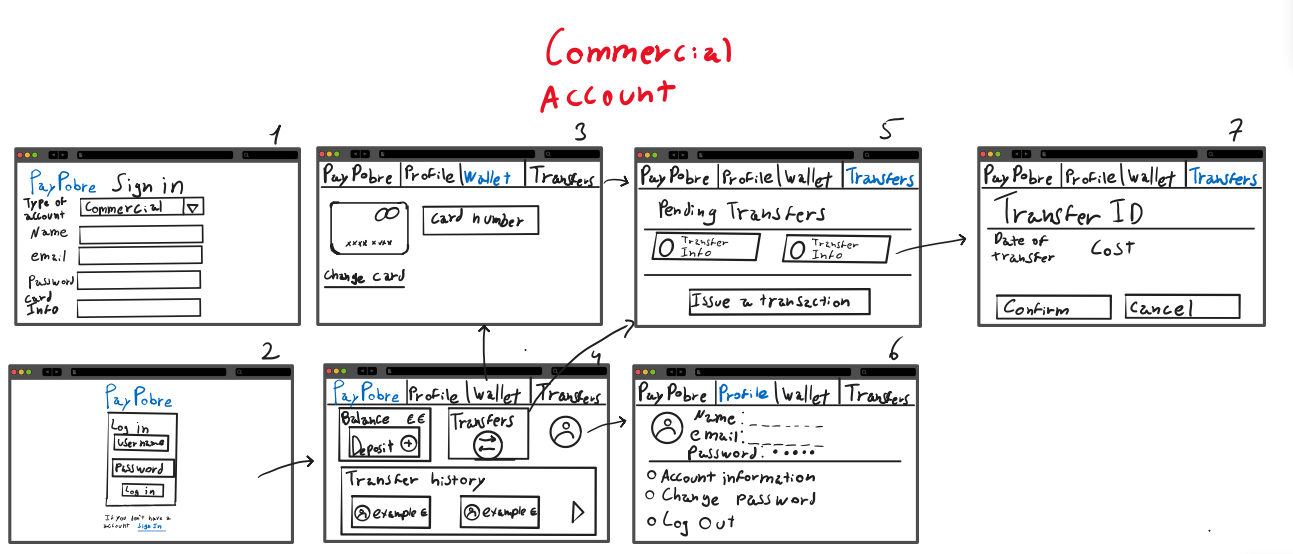 Commercial
Account
1
PayPobre Sign in
Type of
account
Commercial
Name
email
Password
Card
Info
2
PayPobre
Log in
Username
Password
Log in
If you don't have a
account Sign In
3
PayPobre Profile Wallet Transfers
xxxx xxxx
Card number
Change card
4
PayPobre Profile Wallet Transfers
Balance €€
Deposit +
Transfers
Transfer history
example €
example €
5
PayPobre Profile Wallet Transfers
Pending Transfers
Transfer
Info
Transfer
Info
Issue a transaction
6
PayPobre Profile Wallet Transfers
Name:
email:
Password:
Account information
Change Password
Log Out
7
PayPobre Profile Wallet Transfers
Transfer ID
Date of
transfer
Cost
Confirm
Cancel